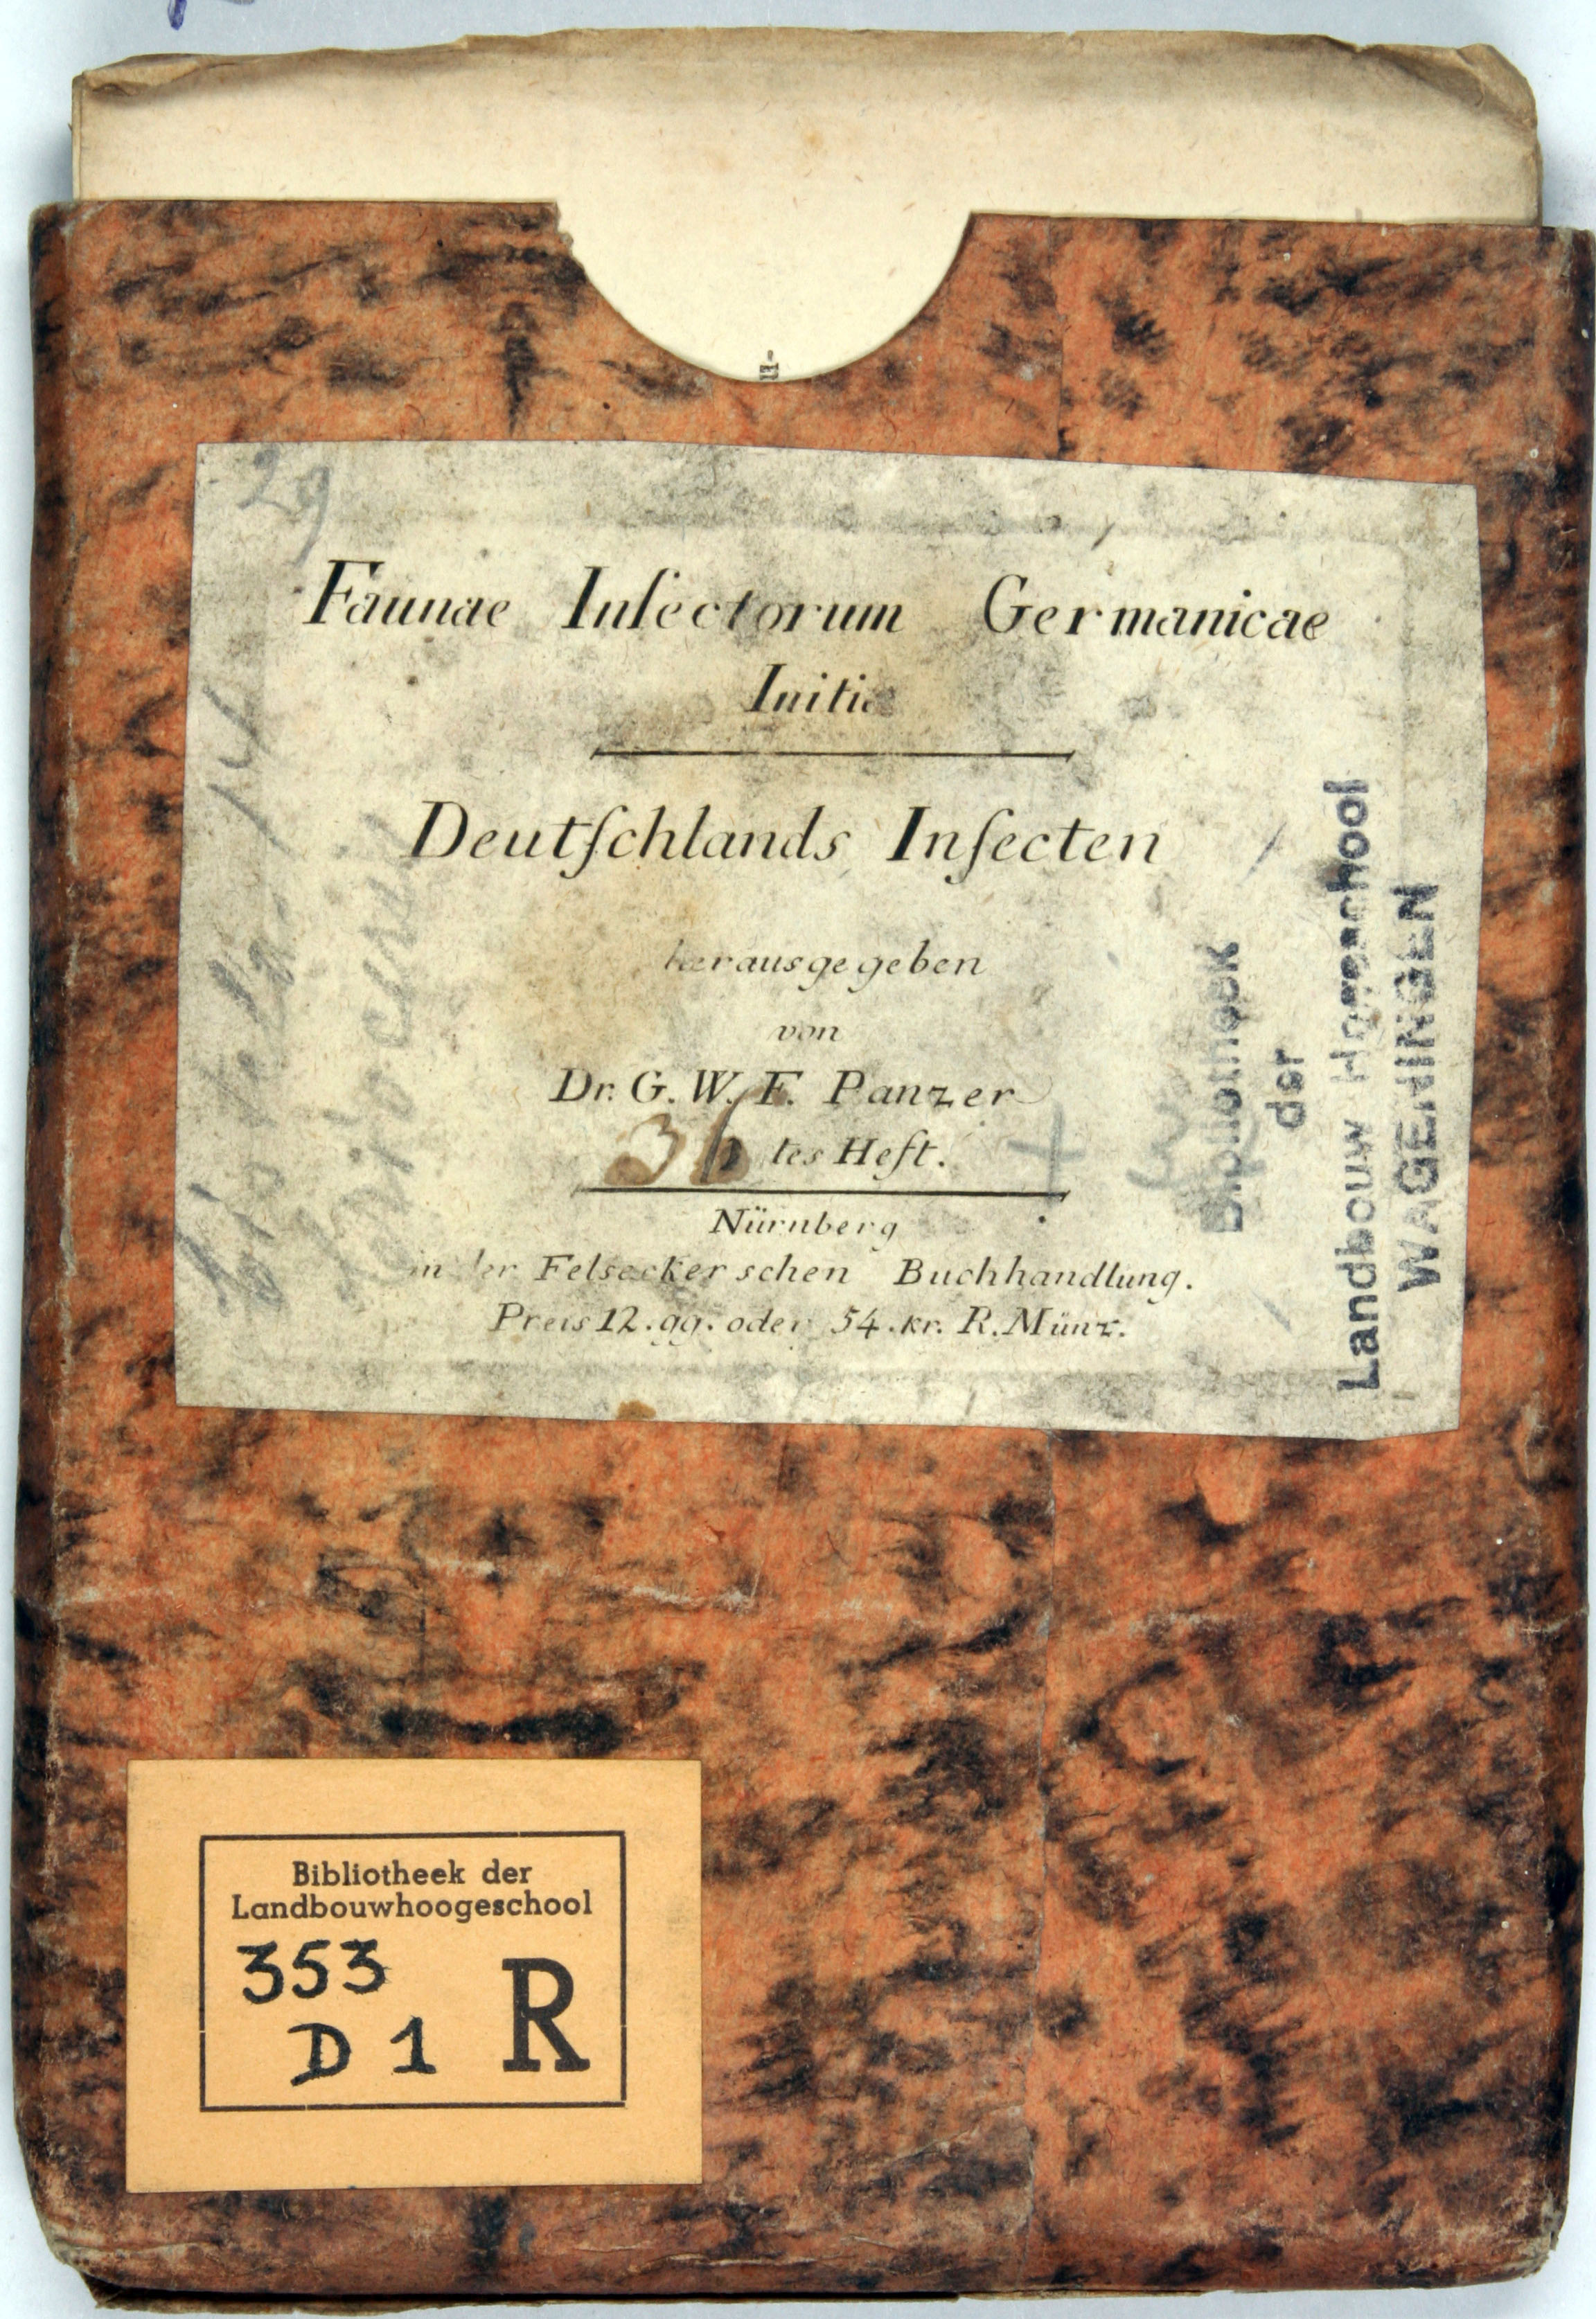 29
Faunae Inſectorum Germanicae
Initia
Deutſchlands Inſecten
herausgegeben
von
Dr. G. W. F. Panzer
36 tes Heft.
Nürnberg
in der Felseckerschen Buchhandlung.
Preis 12. gg. oder 54. kr. R. Münz.
Bibliotheek
der
Landbouw Hoogeschool
WAGENINGEN
Bibliotheek der
Landbouwhoogeschool
353
D 1 R